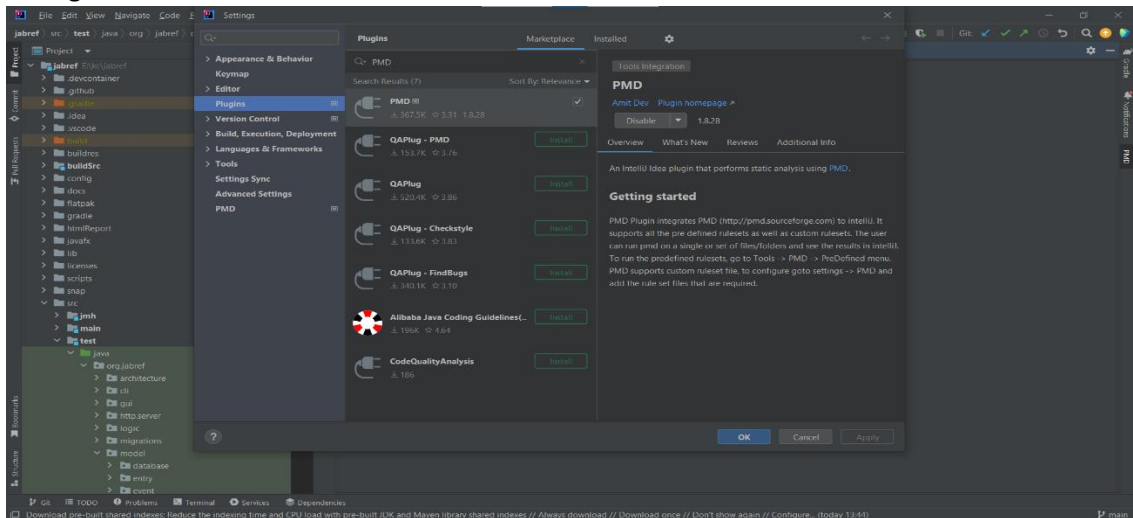 File Edit View Navigate Code
Settings
jabref src test java org jabref
Git:
Project
jabref
.devcontainer
.github
.gradle
.idea
.vscode
build
buildres
buildSrc
config
docs
flatpak
gradle
htmlReport
javafx
lib
licenses
scripts
snap
src
jmh
main
test
java
org.jabref
architecture
cli
gui
http.server
logic
migrations
model
database
entry
event
Project
Commit
Pull Requests
Bookmarks
Structure
Appearance & Behavior
Keymap
Editor
Plugins
Version Control
Build, Execution, Deployment
Languages & Frameworks
Tools
Settings Sync
Advanced Settings
PMD
Plugins Marketplace Installed
PMD
Search Results (7) Sort By: Relevance
PMD
367.5K 3.31 1.8.28
QAPlug - PMD Install
153.7K 3.76
QAPlug Install
520.4K 3.86
QAPlug - Checkstyle Install
133.6K 3.83
QAPlug - FindBugs Install
340.1K 3.10
Alibaba Java Coding Guidelines(... Install
196K 4.64
CodeQualityAnalysis Install
186
Tools Integration
PMD
Amit Dev Plugin homepage
Disable 1.8.28
Overview What's New Reviews Additional Info
An IntelliJ Idea plugin that performs static analysis using PMD.
Getting started
PMD Plugin integrates PMD (http://pmd.sourceforge.com) to intelliJ. It
supports all the pre defined rulesets as well as custom rulesets. The user
can run pmd on a single or set of files/folders and see the results in intelliJ.
To run the predefined rulesets, go to Tools -> PMD -> PreDefined menu.
PMD supports custom ruleset file, to configure goto settings -> PMD and
add the rule set files that are required.
? OK Cancel Apply
Gradle
Notifications
PMD
Git TODO Problems Terminal Services Dependencies
Download pre-built shared indexes: Reduce the indexing time and CPU load with pre-built JDK and Maven library shared indexes // Always download // Download once // Don't show again // Configure... (today 13:44)
main